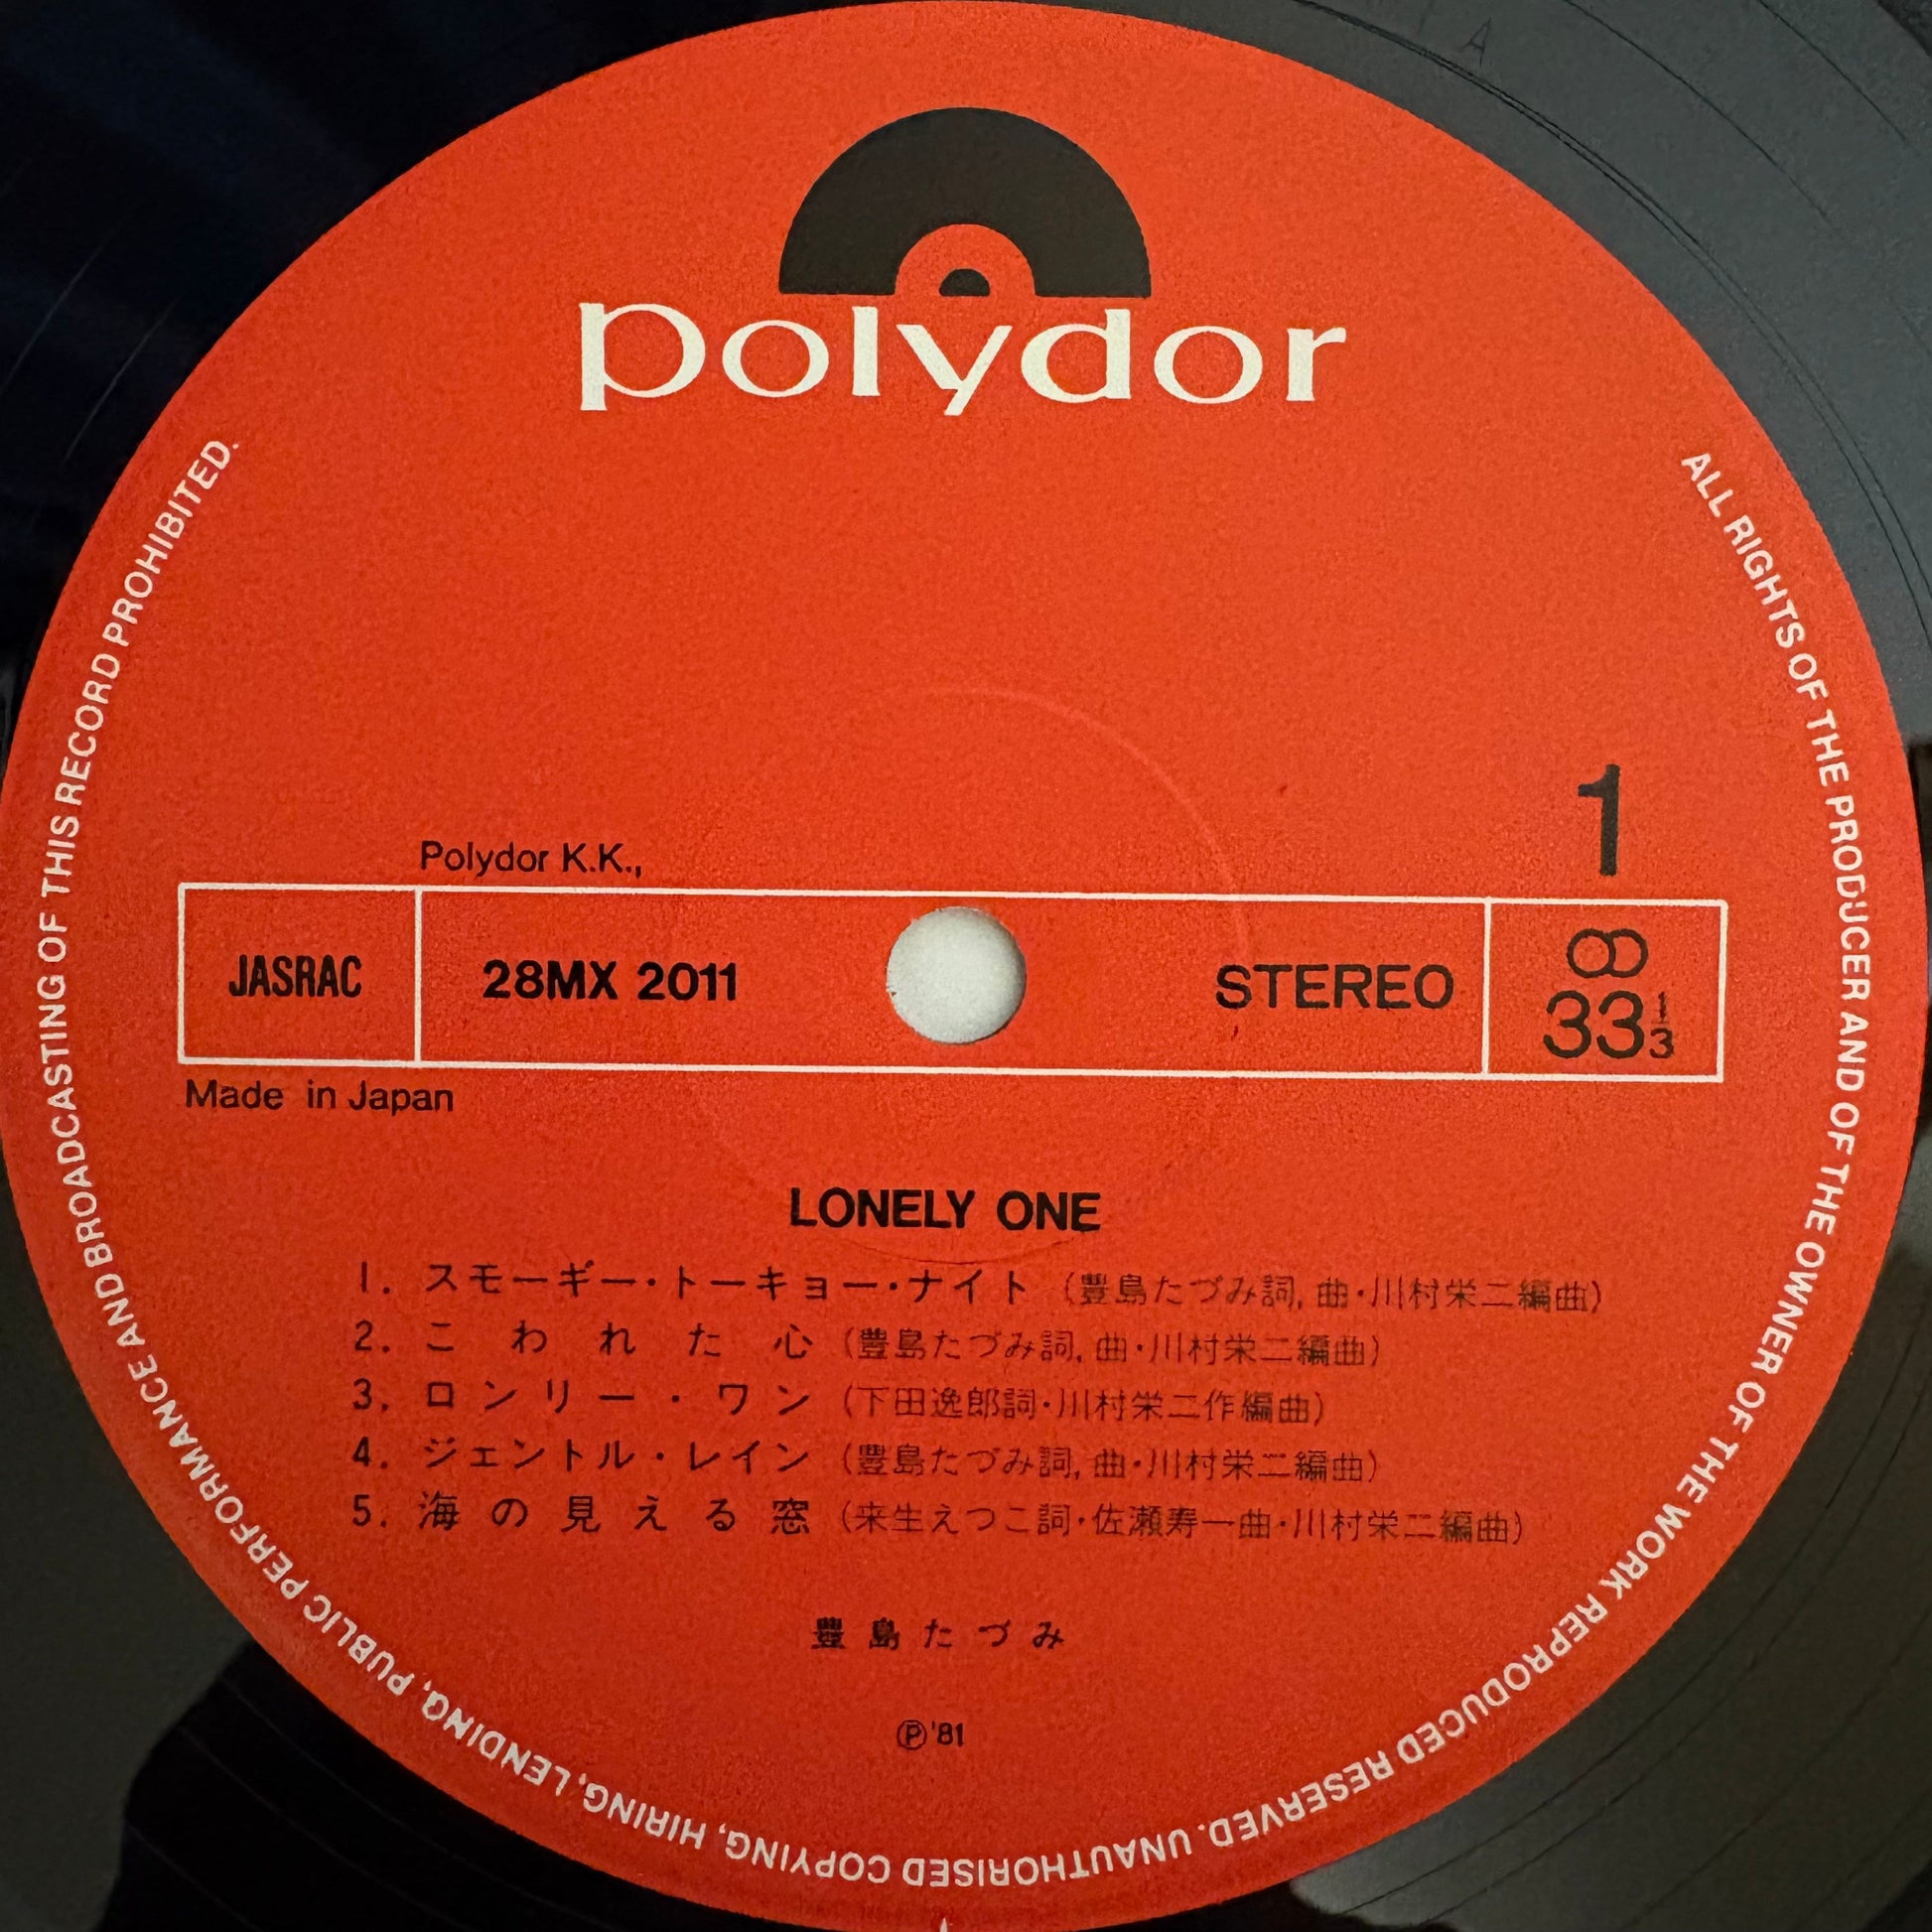 polydor
1
Polydor K.K.,
JASRAC 28MX 2011 STEREO 33 1/3
Made in Japan
LONELY ONE
1. スモーギー・トーキョー・ナイト (豊島たづみ詞, 曲・川村栄二編曲)
2. こわれた心 (豊島たづみ詞, 曲・川村栄二編曲)
3. ロンリー・ワン (下田逸郎詞・川村栄二作編曲)
4. ジェントル・レイン (豊島たづみ詞, 曲・川村栄二編曲)
5. 海の見える窓 (来生えつこ詞・佐瀬寿一曲・川村栄二編曲)
豊島たづみ
Ⓟ'81
ALL RIGHTS OF THE PRODUCER AND OF THE OWNER OF THE WORK REPRODUCED RESERVED. UNAUTHORISED COPYING, HIRING, LENDING, PUBLIC PERFORMANCE AND BROADCASTING OF THIS RECORD PROHIBITED.
A